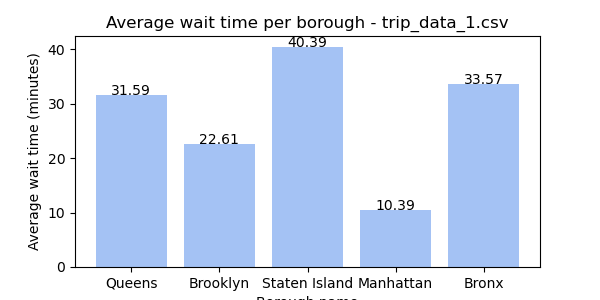 Average wait time per borough - trip_data_1.csv
Average wait time (minutes)
40
30
20
10
0
31.59
22.61
40.39
10.39
33.57
Queens
Brooklyn
Staten Island
Manhattan
Bronx
Borough name